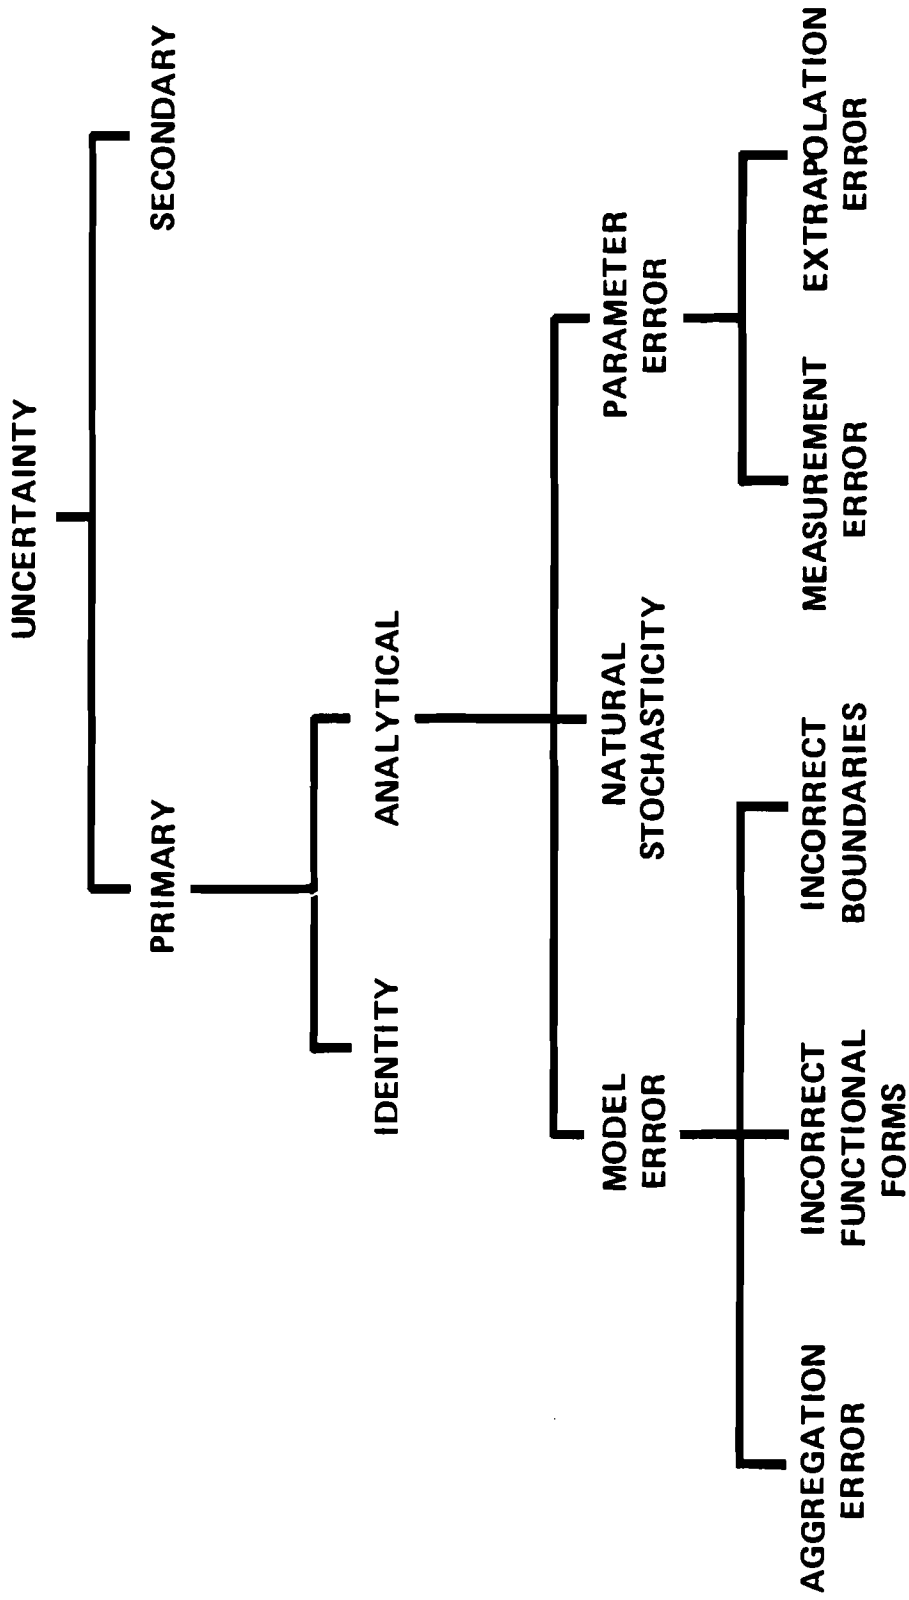 UNCERTAINTY
PRIMARY
SECONDARY
IDENTITY
ANALYTICAL
MODEL
ERROR
NATURAL
STOCHASTICITY
PARAMETER
ERROR
AGGREGATION
ERROR
INCORRECT
FUNCTIONAL
FORMS
INCORRECT
BOUNDARIES
MEASUREMENT
ERROR
EXTRAPOLATION
ERROR